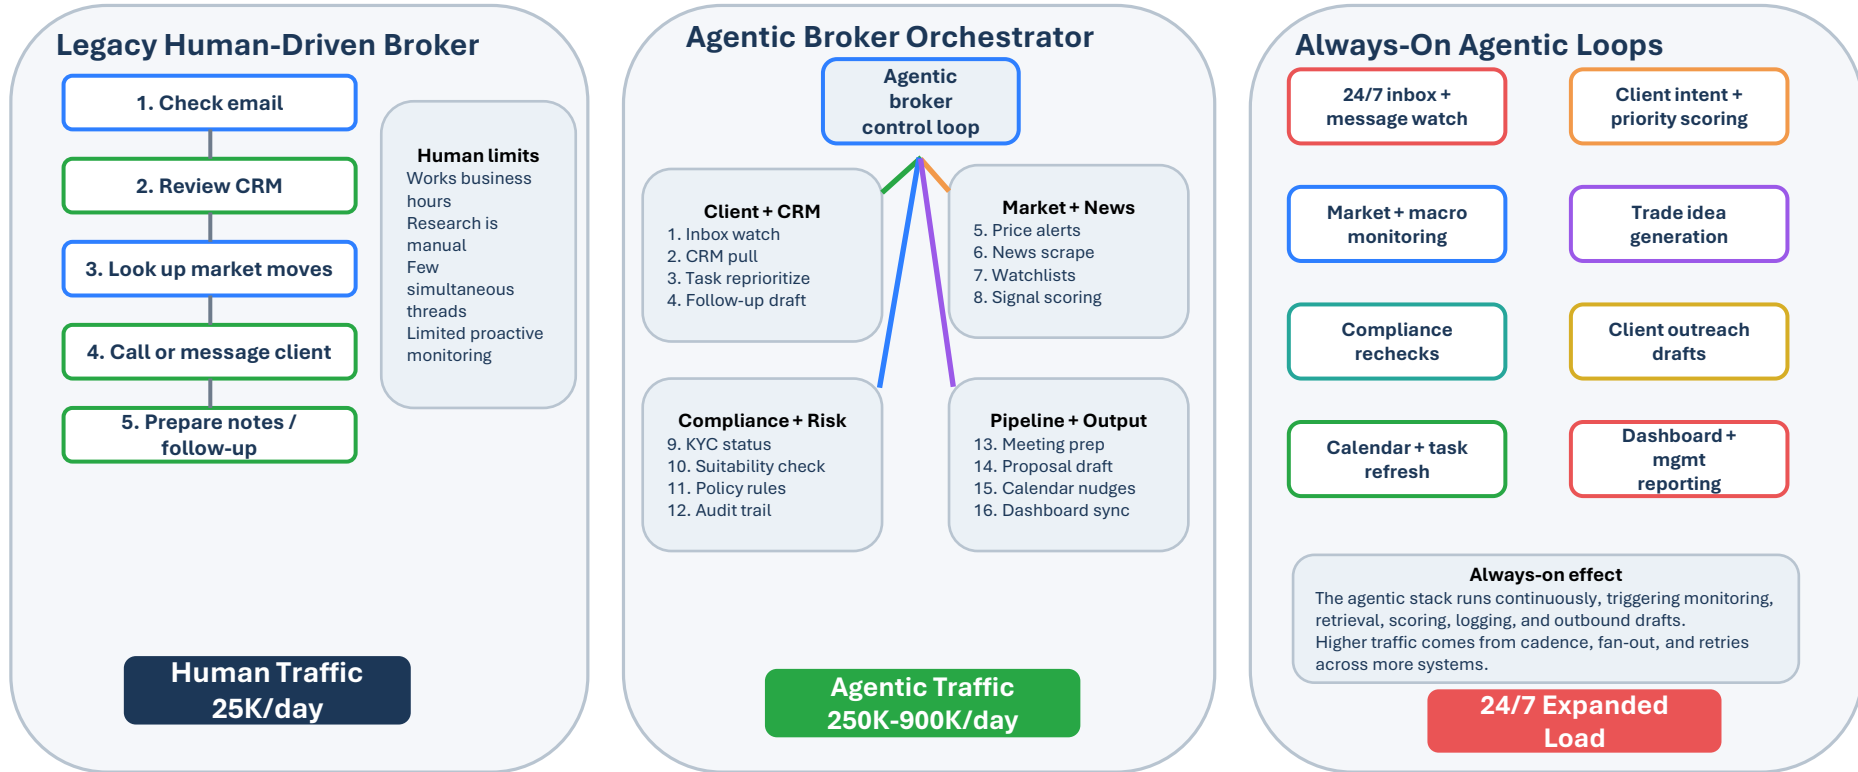 Legacy Human-Driven Broker
1. Check email
2. Review CRM
3. Look up market moves
4. Call or message client
5. Prepare notes /
follow-up
Human limits
Works business
hours
Research is
manual
Few
simultaneous
threads
Limited proactive
monitoring
Human Traffic
25K/day
Agentic Broker Orchestrator
Agentic
broker
control loop
Client + CRM
1. Inbox watch
2. CRM pull
3. Task reprioritize
4. Follow-up draft
Market + News
5. Price alerts
6. News scrape
7. Watchlists
8. Signal scoring
Compliance + Risk
9. KYC status
10. Suitability check
11. Policy rules
12. Audit trail
Pipeline + Output
13. Meeting prep
14. Proposal draft
15. Calendar nudges
16. Dashboard sync
Agentic Traffic
250K-900K/day
Always-On Agentic Loops
24/7 inbox +
message watch
Client intent +
priority scoring
Market + macro
monitoring
Trade idea
generation
Compliance
rechecks
Client outreach
drafts
Calendar + task
refresh
Dashboard +
mgmt
reporting
Always-on effect
The agentic stack runs continuously, triggering monitoring,
retrieval, scoring, logging, and outbound drafts.
Higher traffic comes from cadence, fan-out, and retries
across more systems.
24/7 Expanded
Load